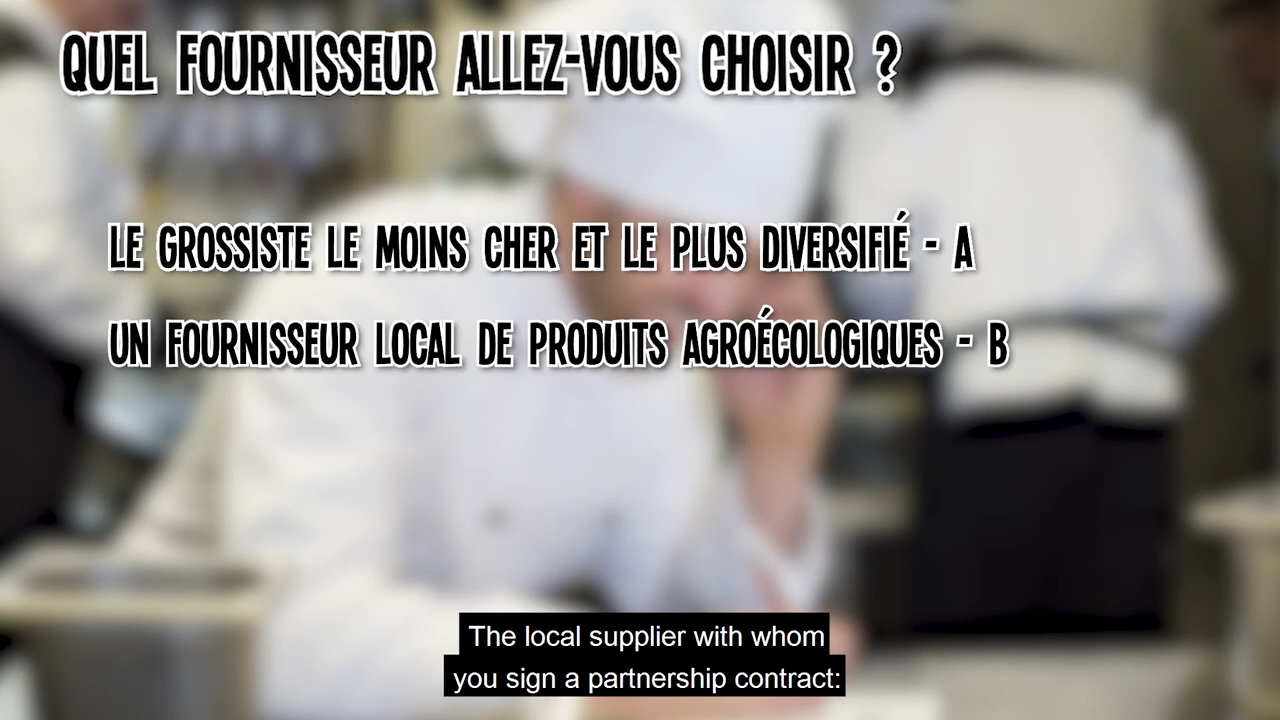 QUEL FOURNISSEUR ALLEZ-VOUS CHOISIR ?
LE GROSSISTE LE MOINS CHER ET LE PLUS DIVERSIFIÉ - A
UN FOURNISSEUR LOCAL DE PRODUITS AGROÉCOLOGIQUES - B
The local supplier with whom
you sign a partnership contract: